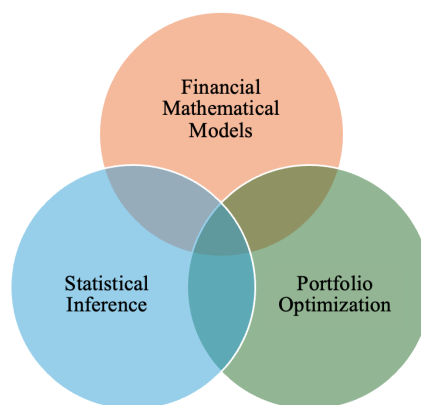 Financial
Mathematical
Models
Statistical
Inference
Portfolio
Optimization